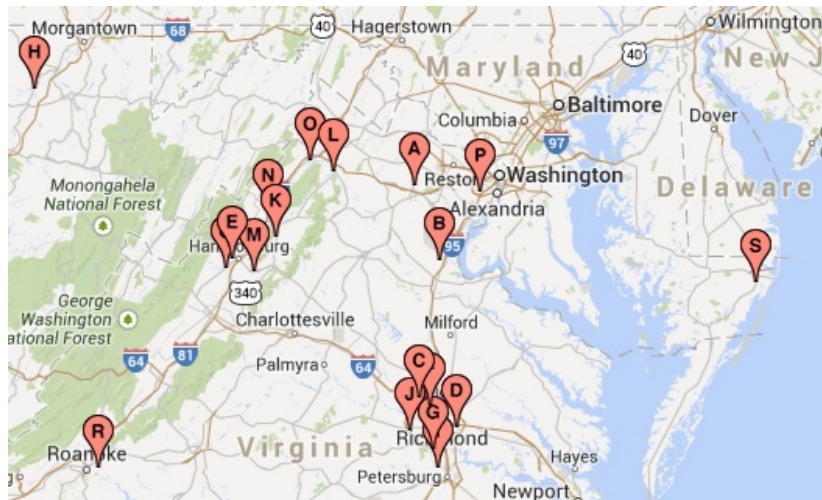 Morgantown
68
40
Hagerstown
Wilmington
H
Maryland
40
New J
Baltimore
Columbia
97
Dover
O
L
A
P
Reston
Washington
Delaware
Alexandria
Monongahela
National Forest
N
K
E
M
B
95
S
340
George
Washington
ational Forest
Charlottesville
Milford
64
81
Palmyra
64
C
J
D
G
R
Roanoke
Virginia
Richmond
Petersburg
Hayes
Newport